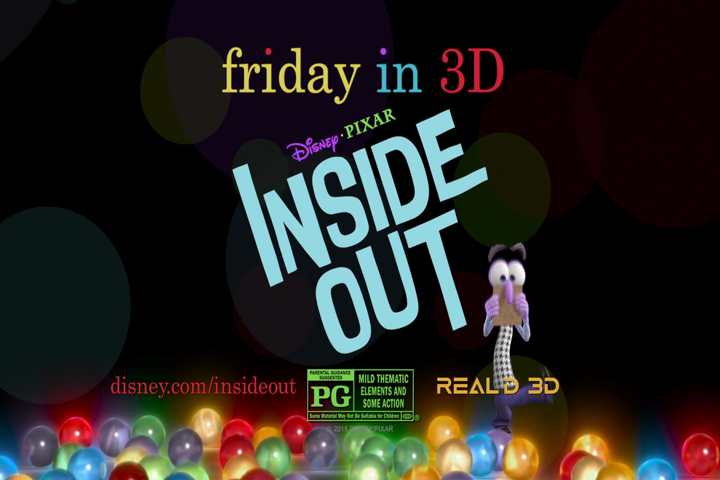 friday in 3D
Disney·PIXAR
INSIDE
OUT
disney.com/insideout
PARENTAL GUIDANCE SUGGESTED
PG
MILD THEMATIC
ELEMENTS AND
SOME ACTION
Some Material May Not Be Suitable for Children
REAL D 3D